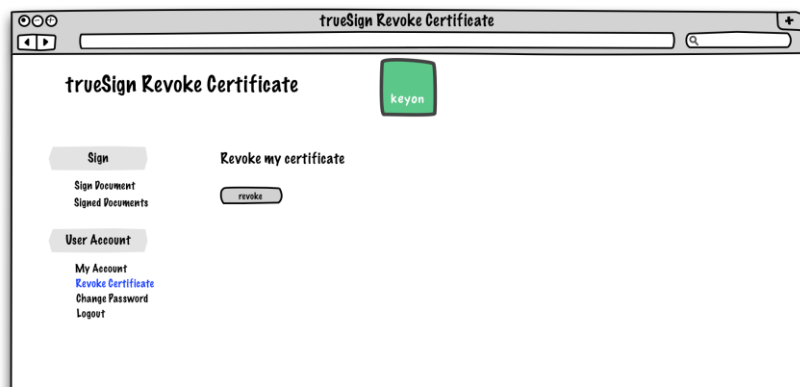 trueSign Revoke Certificate
trueSign Revoke Certificate
keyon
Sign
Sign Document
Signed Documents
User Account
My Account
Revoke Certificate
Change Password
Logout
Revoke my certificate
revoke